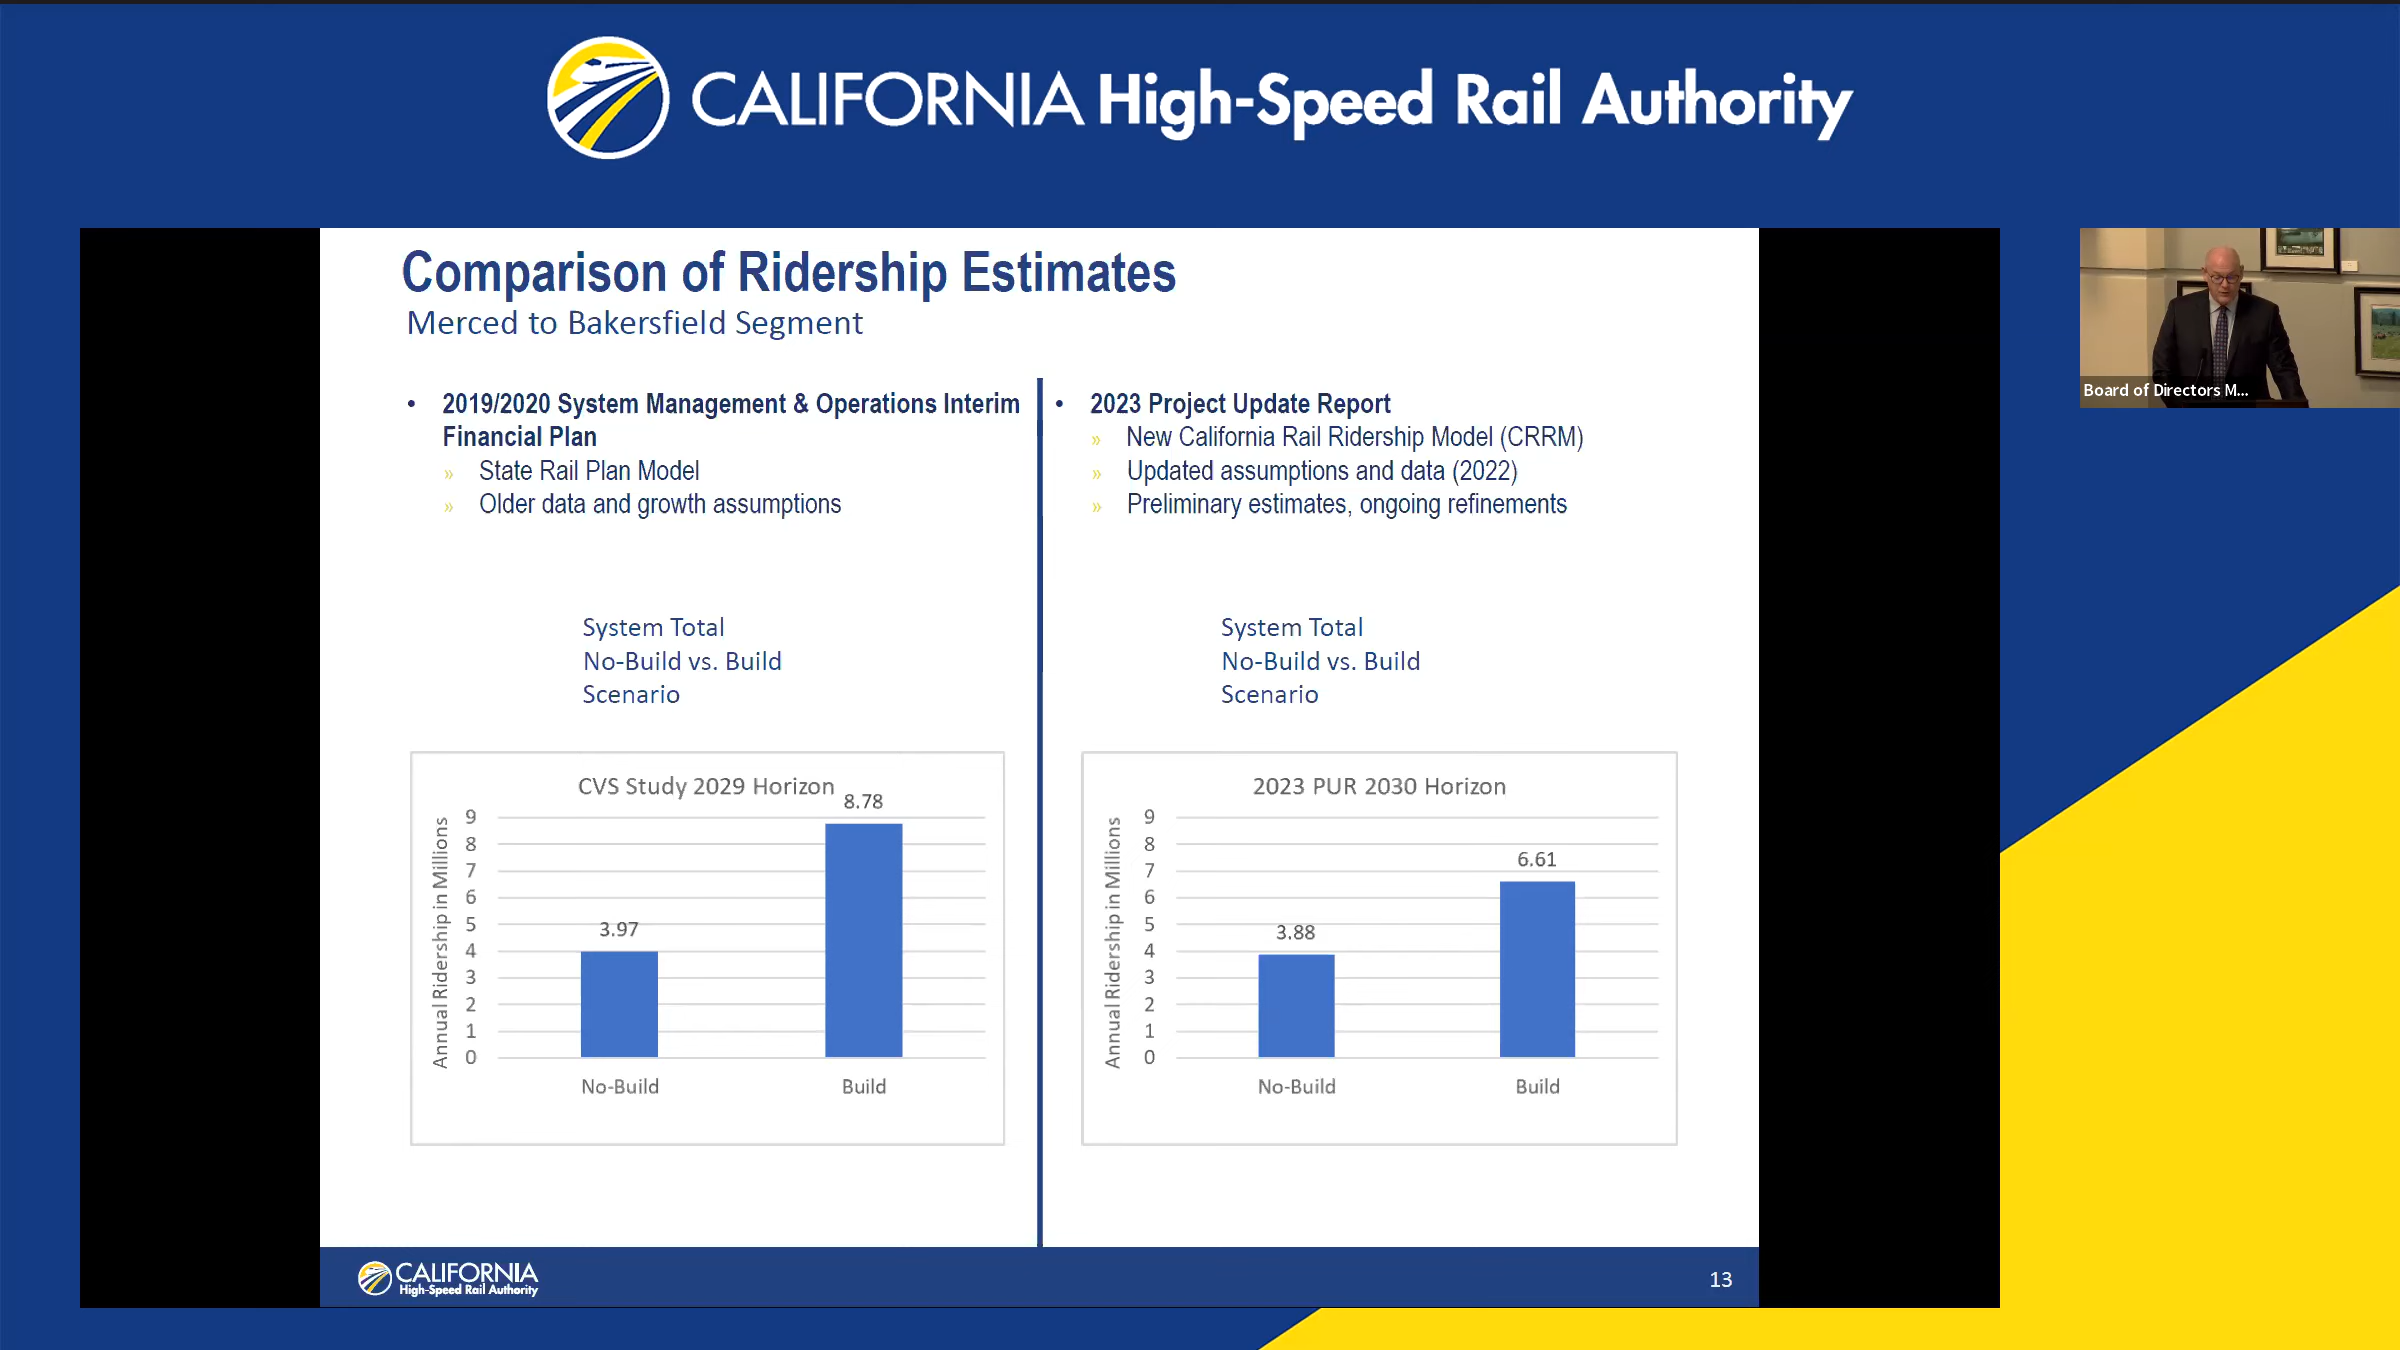 CALIFORNIA High-Speed Rail Authority
Comparison of Ridership Estimates
Merced to Bakersfield Segment
• 2019/2020 System Management & Operations Interim
Financial Plan
» State Rail Plan Model
» Older data and growth assumptions
System Total
No-Build vs. Build
Scenario
CVS Study 2029 Horizon
Annual Ridership in Millions
9
8
7
6
5
4
3
2
1
0
3.97
8.78
No-Build
Build
• 2023 Project Update Report
» New California Rail Ridership Model (CRRM)
» Updated assumptions and data (2022)
» Preliminary estimates, ongoing refinements
System Total
No-Build vs. Build
Scenario
2023 PUR 2030 Horizon
Annual Ridership in Millions
9
8
7
6
5
4
3
2
1
0
3.88
6.61
No-Build
Build
CALIFORNIA
High-Speed Rail Authority
13
Board of Directors M...